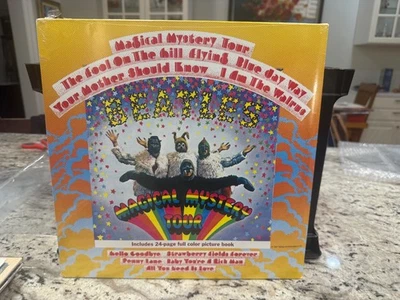 Magical Mystery Tour
The Fool On The Hill Flying Blue Jay Way
Your Mother Should Know I Am The Walrus
BEATLES
MAGICAL MYSTERY
TOUR
Includes 24-page full color picture book
Hello Goodbye Strawberry Fields Forever
Penny Lane Baby You're A Rich Man
All You Need Is Love